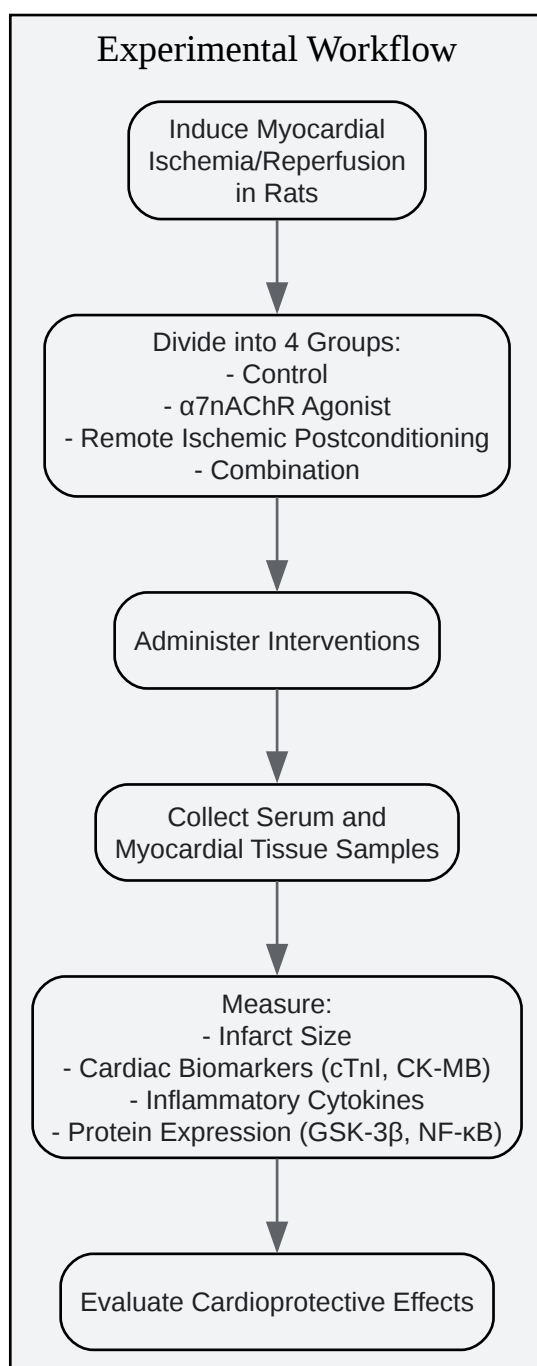 Experimental Workflow
Induce Myocardial
Ischemia/Reperfusion
in Rats
Divide into 4 Groups:
- Control
- α7nAChR Agonist
- Remote Ischemic Postconditioning
- Combination
Administer Interventions
Collect Serum and
Myocardial Tissue Samples
Measure:
- Infarct Size
- Cardiac Biomarkers (cTnI, CK-MB)
- Inflammatory Cytokines
- Protein Expression (GSK-3β, NF-κB)
Evaluate Cardioprotective Effects